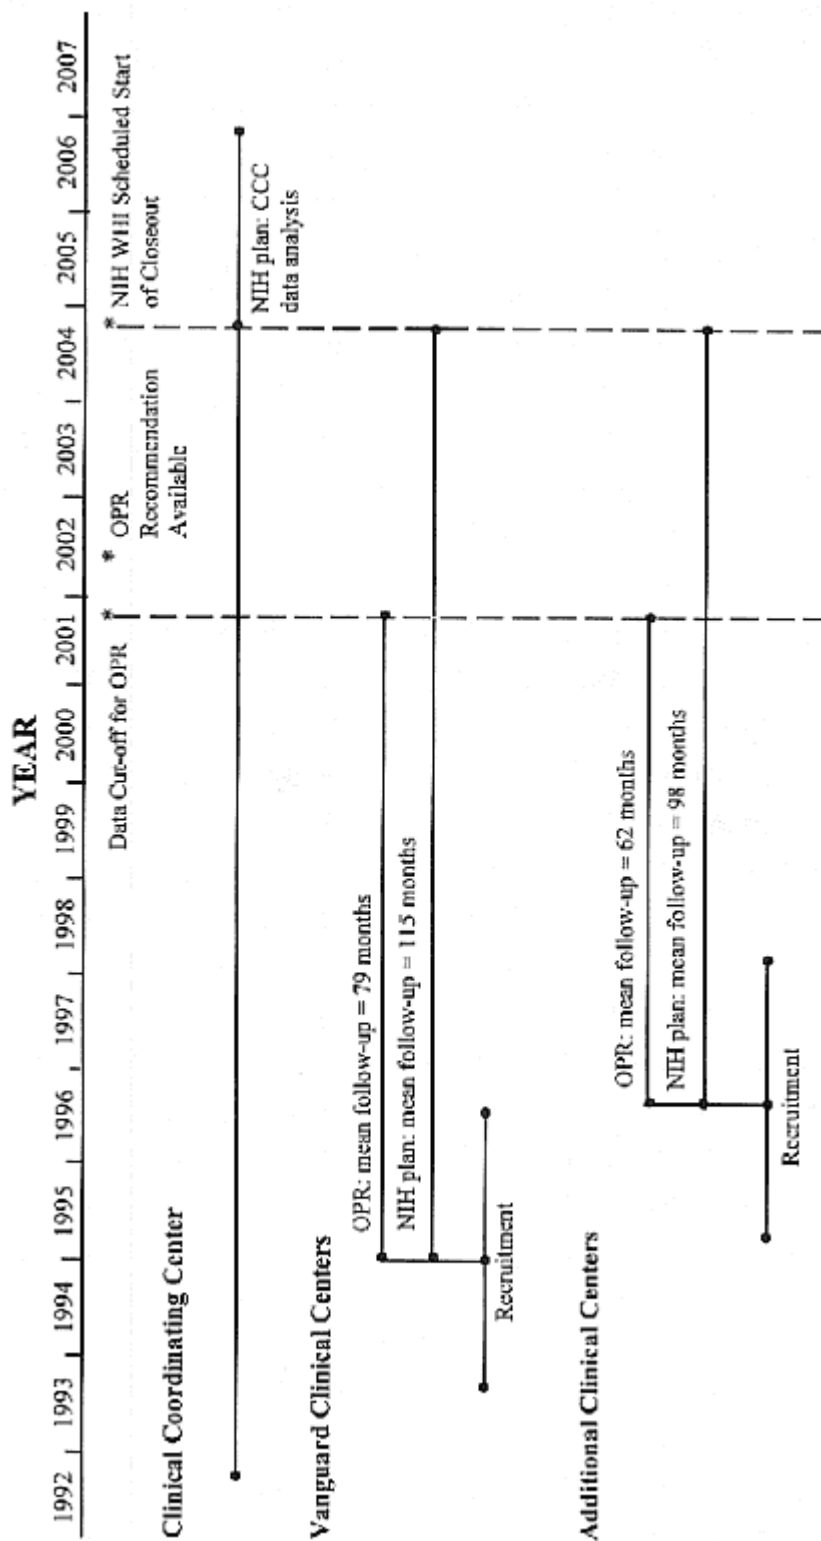 YEAR
1992 1993 1994 1995 1996 1997 1998 1999 2000 2001 2002 2003 2004 2005 2006 2007
Data Cut-off for OPR
* * *
OPR
Recommendation
Available
NIH WHI Scheduled Start
of Closeout
Clinical Coordinating Center
NIH plan: CCC
data analysis
Vanguard Clinical Centers
OPR: mean follow-up = 79 months
NIH plan: mean follow-up = 115 months
Recruitment
Additional Clinical Centers
OPR: mean follow-up = 62 months
NIH plan: mean follow-up = 98 months
Recruitment